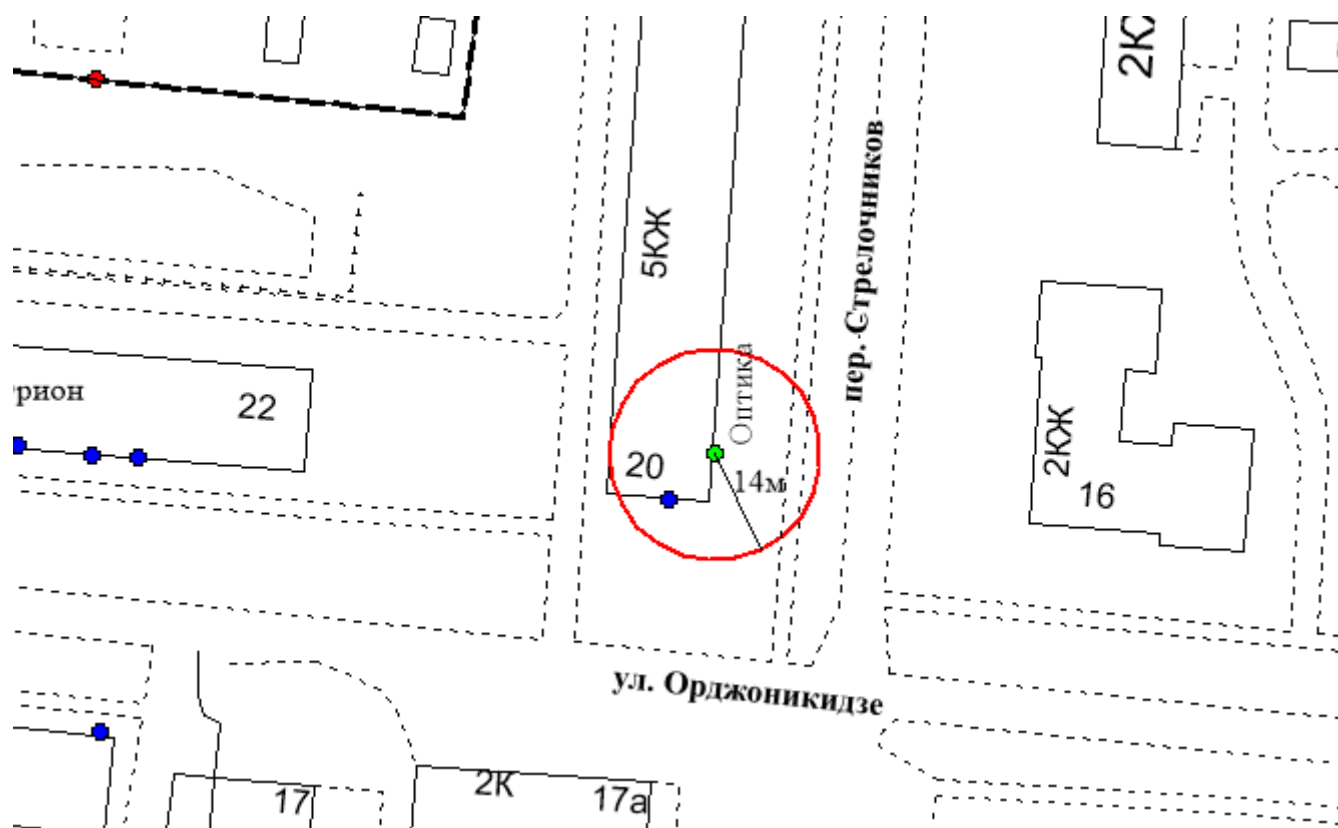 2КЖ
5КЖ
пер. Стрелочников
Оптика
рион
22
20
14м
2КЖ
16
ул. Орджоникидзе
17
2К
17а